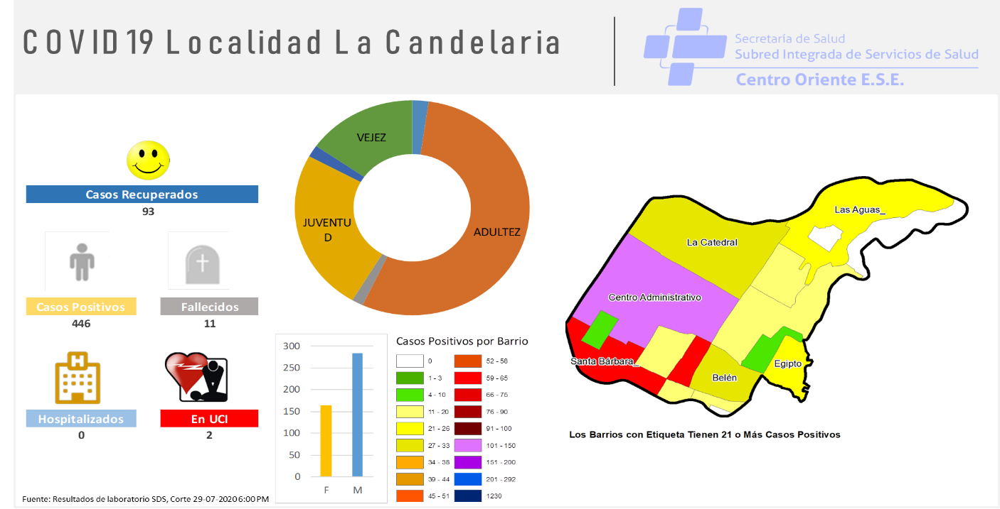 COVID19 Localidad La Candelaria
Secretaría de Salud
Subred Integrada de Servicios de Salud
Centro Oriente E.S.E.
Casos Recuperados
93
Casos Positivos
446
Fallecidos
11
Hospitalizados
0
En UCI
2
VEJEZ
JUVENTU
D
ADULTEZ
300
250
200
150
100
50
0
F
M
Casos Positivos por Barrio
0
1 - 3
4 - 10
11 - 20
21 - 26
27 - 33
34 - 38
39 - 44
45 - 51
52 - 58
59 - 65
66 - 75
76 - 90
91 - 100
101 - 150
151 - 200
201 - 292
1230
Las Aguas_
La Catedral
Centro Administrativo
Santa Bárbara_
Belén
Egipto
Los Barrios con Etiqueta Tienen 21 o Más Casos Positivos
Fuente: Resultados de laboratorio SDS, Corte 29-07-2020 6:00 PM